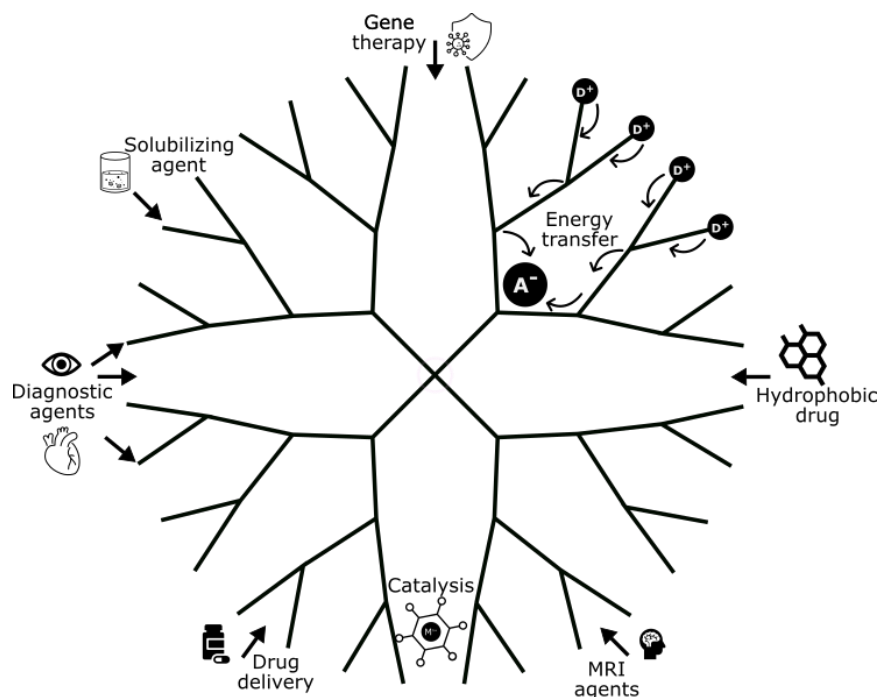 Gene
therapy
D⁺
D⁺
Solubilizing
agent
D⁺
Energy
transfer
D⁺
A⁻
Diagnostic
agents
Hydrophobic
drug
Catalysis
M⁻
Drug
delivery
MRI
agents